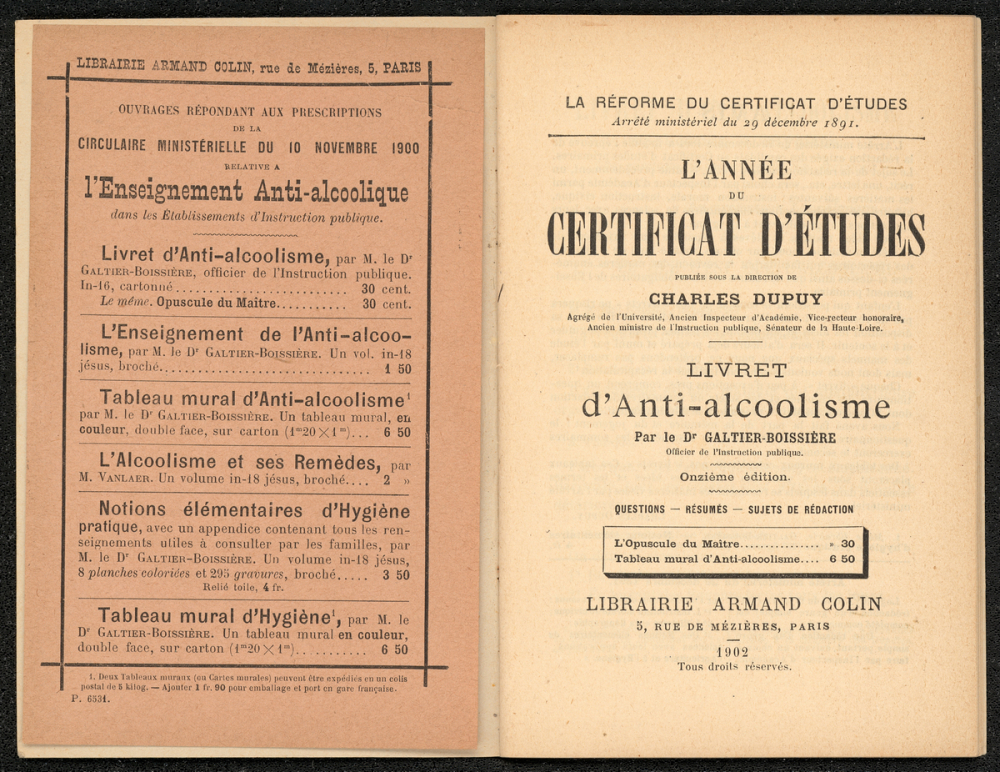 LIBRAIRIE ARMAND COLIN, rue de Mézières, 5, PARIS
OUVRAGES RÉPONDANT AUX PRESCRIPTIONS
DE LA
CIRCULAIRE MINISTÉRIELLE DU 10 NOVEMBRE 1900
RELATIVE A
l'Enseignement Anti-alcoolique
dans les Établissements d'Instruction publique.
Livret d'Anti-alcoolisme, par M. le Dr
GALTIER-BOISSIÈRE, officier de l'Instruction publique.
In-16, cartonné........................ 30 cent.
Le même. Opuscule du Maître.......... 30 cent.
L'Enseignement de l'Anti-alcoo-
lisme, par M. le Dr GALTIER-BOISSIÈRE. Un vol. in-18
jésus, broché.............................. 1 50
Tableau mural d'Anti-alcoolisme¹
par M. le Dr GALTIER-BOISSIÈRE. Un tableau mural, en
couleur, double face, sur carton (1m20×1m)... 6 50
L'Alcoolisme et ses Remèdes, par
M. VANLAER. Un volume in-18 jésus, broché.... 2 »
Notions élémentaires d'Hygiène
pratique, avec un appendice contenant tous les ren-
seignements utiles à consulter par les familles, par
M. le Dr GALTIER-BOISSIÈRE. Un volume in-18 jésus,
8 planches coloriées et 295 gravures, broché..... 3 50
Relié toile, 4 fr.
Tableau mural d'Hygiène¹, par M. le
Dr GALTIER-BOISSIÈRE. Un tableau mural en couleur,
double face, sur carton (1m20×1m)........... 6 50
1. Deux Tableaux muraux (ou Cartes murales) peuvent être expédiés en un colis
postal de 5 kilog. — Ajouter 1 fr. 90 pour emballage et port en gare française.
P. 6531.
LA RÉFORME DU CERTIFICAT D'ÉTUDES
Arrêté ministériel du 29 décembre 1891.
L'ANNÉE
DU
CERTIFICAT D'ÉTUDES
PUBLIÉE SOUS LA DIRECTION DE
CHARLES DUPUY
Agrégé de l'Université, Ancien Inspecteur d'Académie, Vice-recteur honoraire,
Ancien ministre de l'Instruction publique, Sénateur de la Haute-Loire.
LIVRET
d'Anti-alcoolisme
Par le Dr GALTIER-BOISSIÈRE
Officier de l'Instruction publique.
Onzième édition.
QUESTIONS — RÉSUMÉS — SUJETS DE RÉDACTION
L'Opuscule du Maître............... » 30
Tableau mural d'Anti-alcoolisme.... 6 50
LIBRAIRIE ARMAND COLIN
5, RUE DE MÉZIÈRES, PARIS
1902
Tous droits réservés.